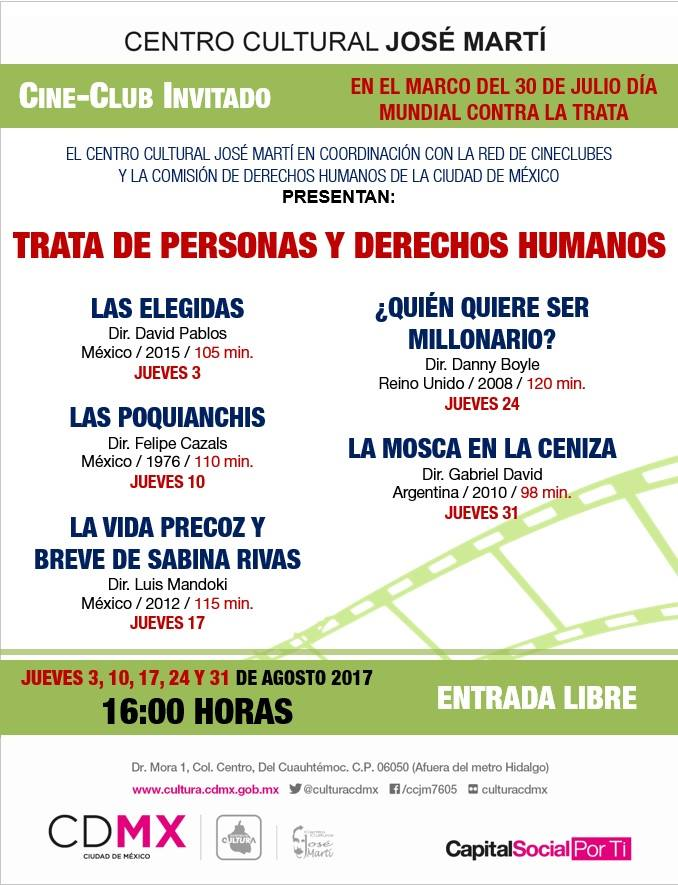 CENTRO CULTURAL JOSÉ MARTÍ
CINE-CLUB INVITADO
EN EL MARCO DEL 30 DE JULIO DÍA
MUNDIAL CONTRA LA TRATA
EL CENTRO CULTURAL JOSÉ MARTÍ EN COORDINACIÓN CON LA RED DE CINECLUBES
Y LA COMISIÓN DE DERECHOS HUMANOS DE LA CIUDAD DE MÉXICO
PRESENTAN:
TRATA DE PERSONAS Y DERECHOS HUMANOS
LAS ELEGIDAS
Dir. David Pablos
México / 2015 / 105 min.
JUEVES 3
LAS POQUIANCHIS
Dir. Felipe Cazals
México / 1976 / 110 min.
JUEVES 10
LA VIDA PRECOZ Y
BREVE DE SABINA RIVAS
Dir. Luis Mandoki
México / 2012 / 115 min.
JUEVES 17
¿QUIÉN QUIERE SER
MILLONARIO?
Dir. Danny Boyle
Reino Unido / 2008 / 120 min.
JUEVES 24
LA MOSCA EN LA CENIZA
Dir. Gabriel David
Argentina / 2010 / 98 min.
JUEVES 31
JUEVES 3, 10, 17, 24 Y 31 DE AGOSTO 2017
16:00 HORAS
ENTRADA LIBRE
Dr. Mora 1, Col. Centro, Del Cuauhtémoc. C.P. 06050 (Afuera del metro Hidalgo)
www.cultura.cdmx.gob.mx @culturacdmx /ccjm7605 culturacdmx
CDMX
CIUDAD DE MÉXICO
CULTURA
José
Martí
CapitalSocial Por Ti